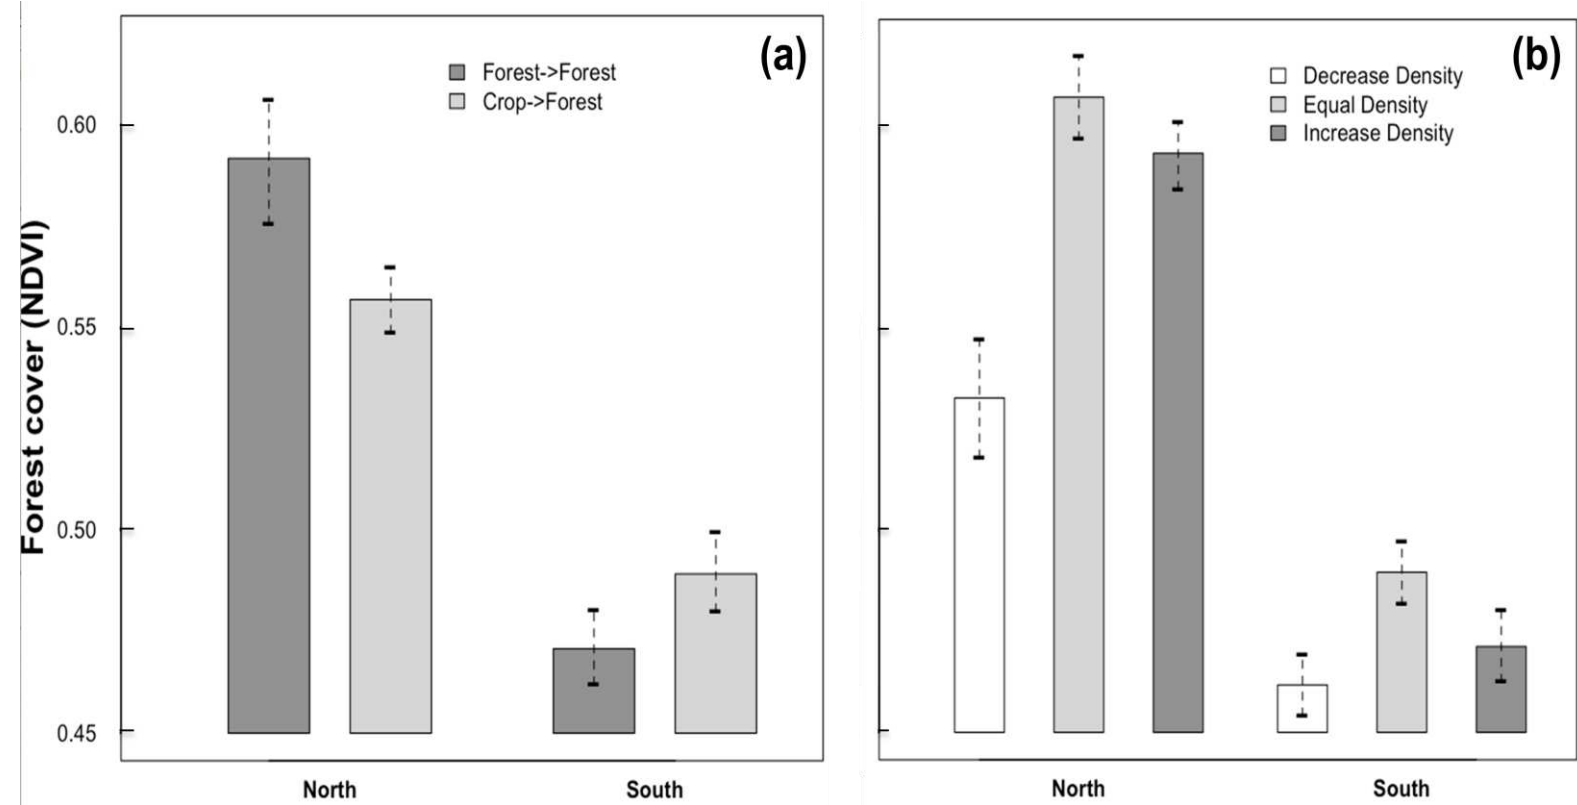 (a)
Forest->Forest
Crop->Forest
0.60
0.55
0.50
0.45
Forest cover (NDVI)
North
South
(b)
Decrease Density
Equal Density
Increase Density
North
South